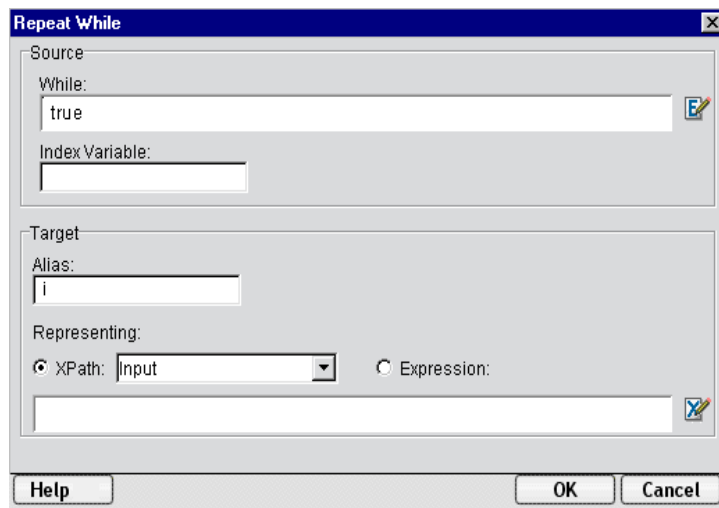 Repeat While
Source
While:
true
Index Variable:
Target
Alias:
i
Representing:
XPath: Input Expression:
Help OK Cancel